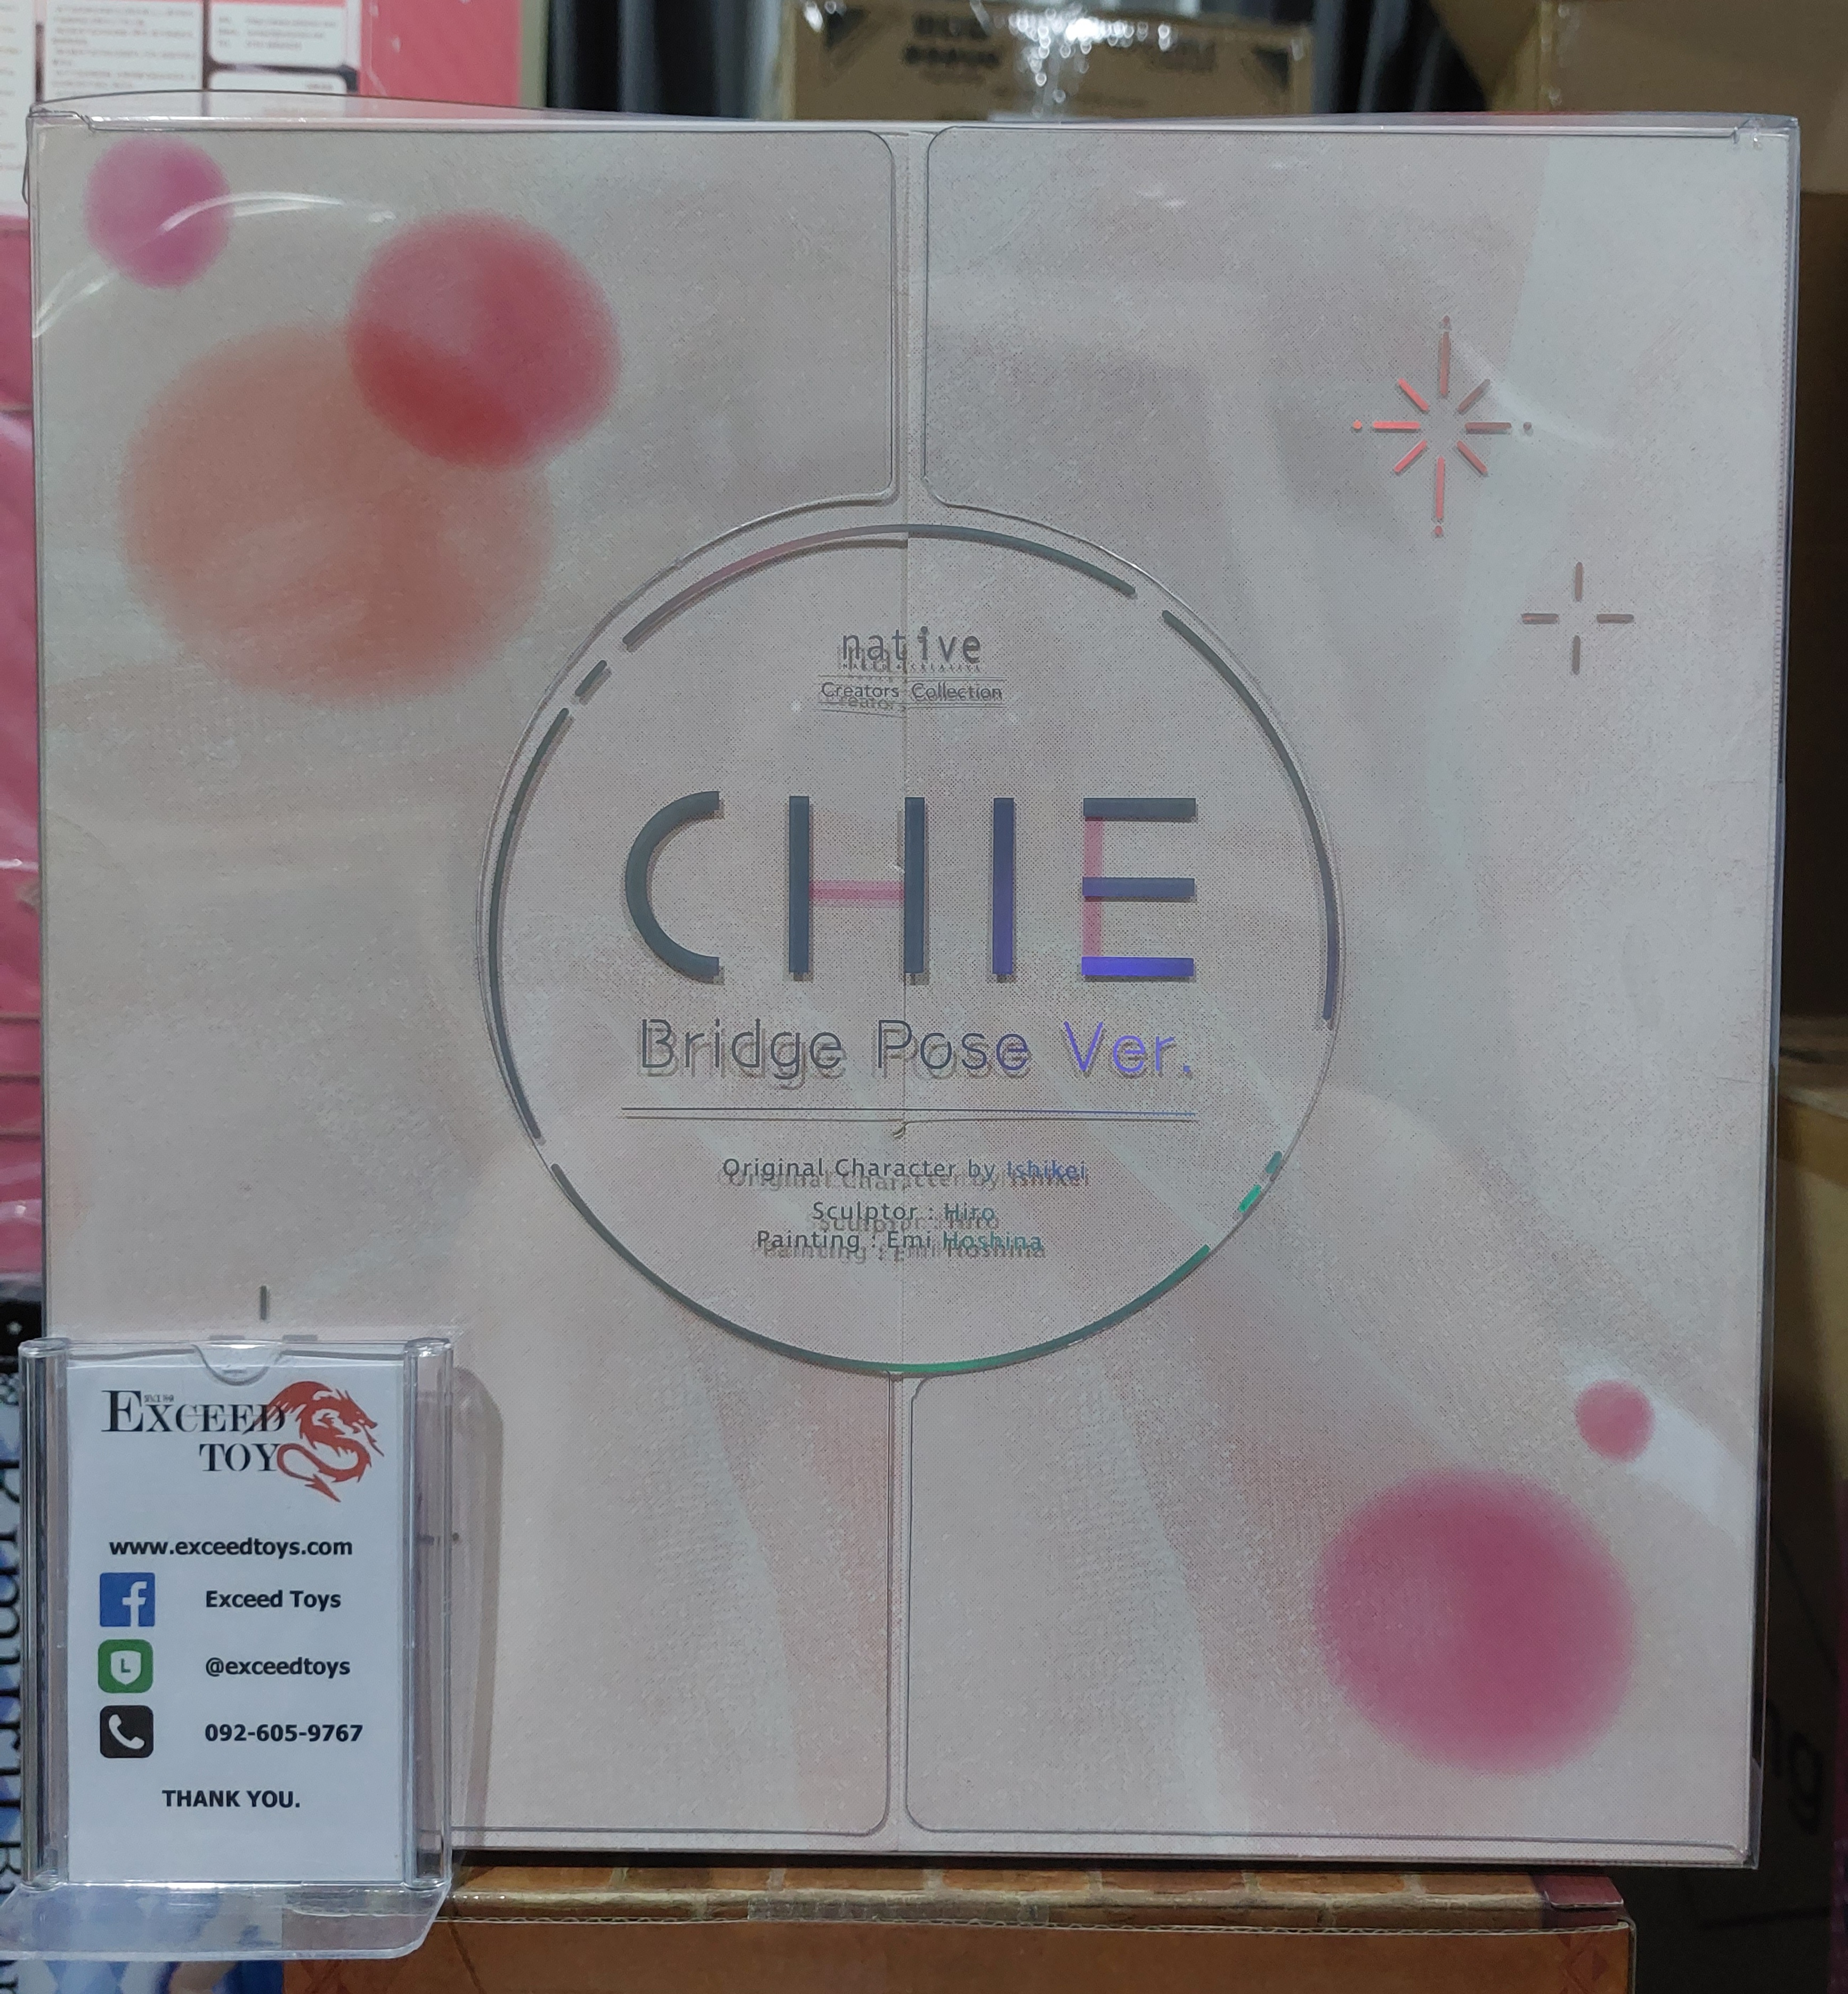 native
Creators Collection
CHIE
Bridge Pose Ver.
Original Character by Ishikei
Sculptor : Hiro
Painting : Emi Hoshina
EXCEED
TOY
www.exceedtoys.com
Exceed Toys
@exceedtoys
092-605-9767
THANK YOU.